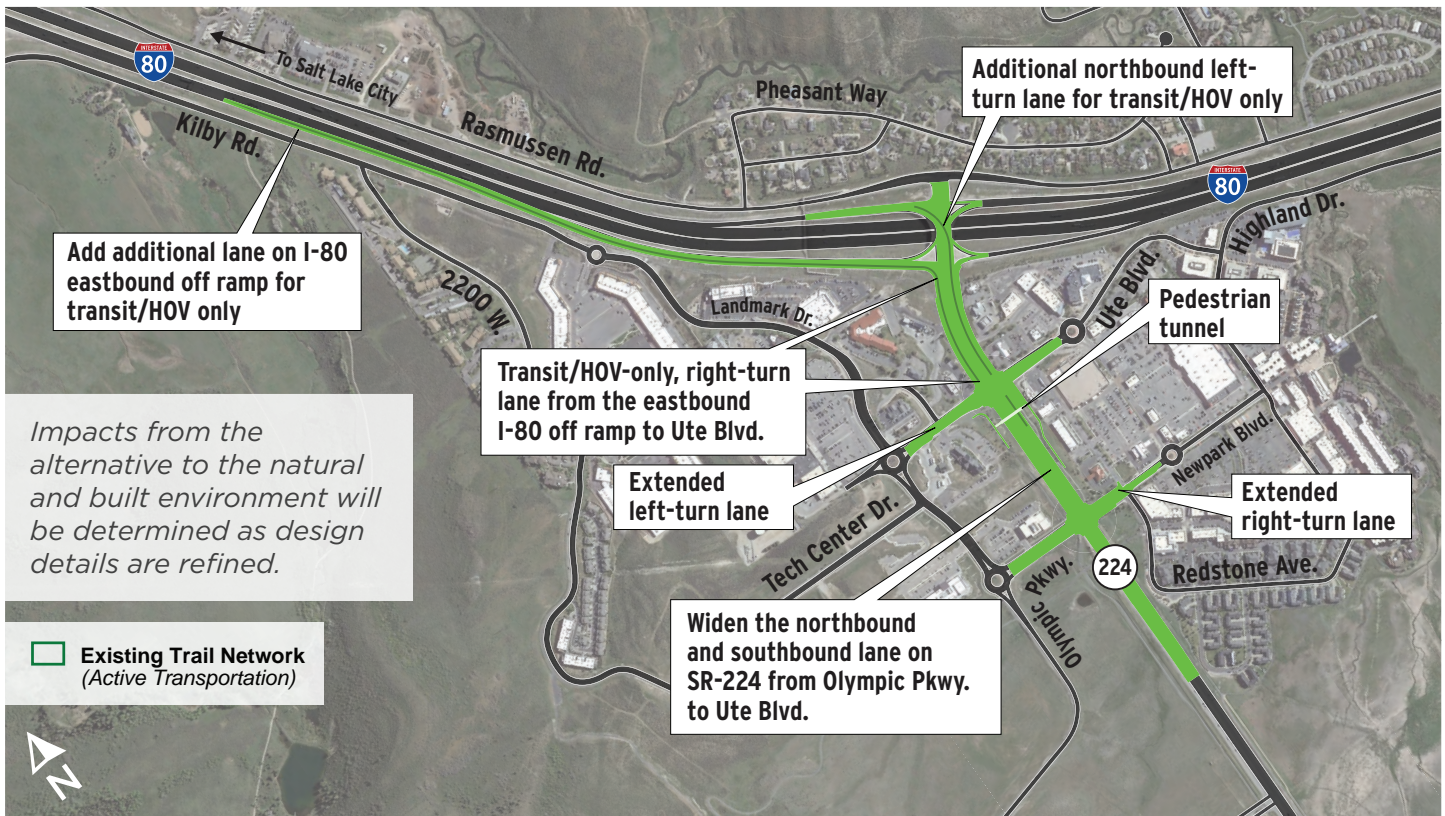 INTERSTATE
80
To Salt Lake City
Kilby Rd.
Rasmussen Rd.
Pheasant Way
Additional northbound left-
turn lane for transit/HOV only
INTERSTATE
80
Highland Dr.
Add additional lane on I-80
eastbound off ramp for
transit/HOV only
2200 W.
Landmark Dr.
Ute Blvd.
Pedestrian
tunnel
Transit/HOV-only, right-turn
lane from the eastbound
I-80 off ramp to Ute Blvd.
Impacts from the
alternative to the natural
and built environment will
be determined as design
details are refined.
Extended
left-turn lane
Newpark Blvd.
Extended
right-turn lane
Tech Center Dr.
Olympic Pkwy.
224
Redstone Ave.
Widen the northbound
and southbound lane on
SR-224 from Olympic Pkwy.
to Ute Blvd.
Existing Trail Network
(Active Transportation)
N